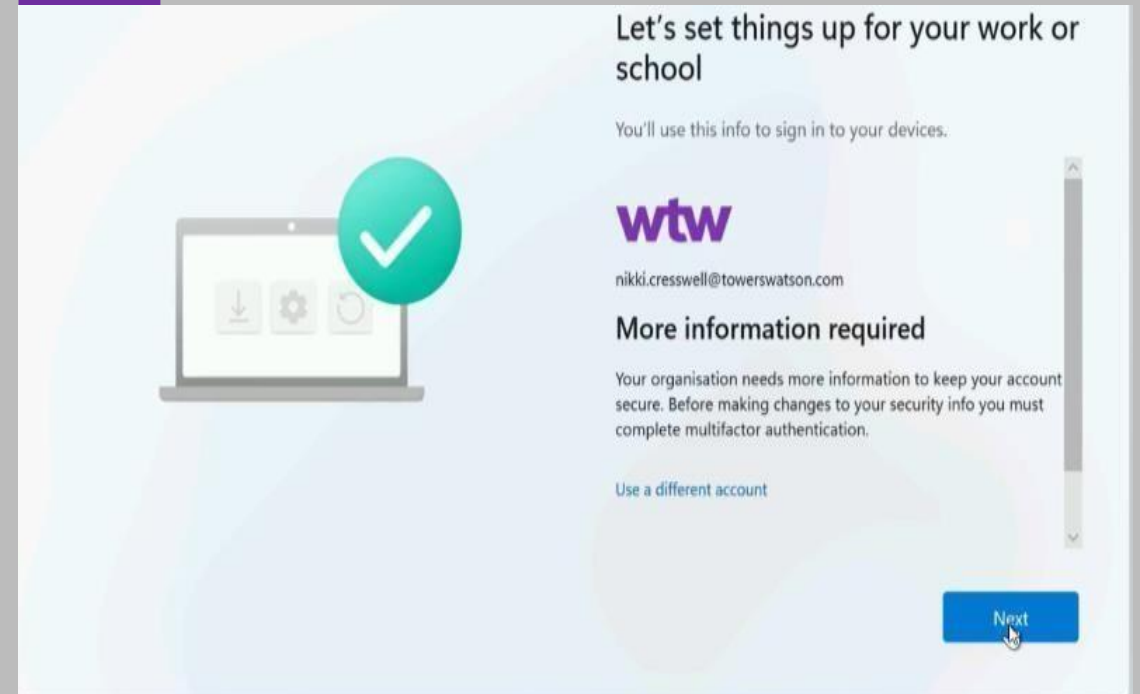 Let's set things up for your work or
school
You'll use this info to sign in to your devices.
wtw
nikki.cresswell@towerswatson.com
More information required
Your organisation needs more information to keep your account
secure. Before making changes to your security info you must
complete multifactor authentication.
Use a different account
Next